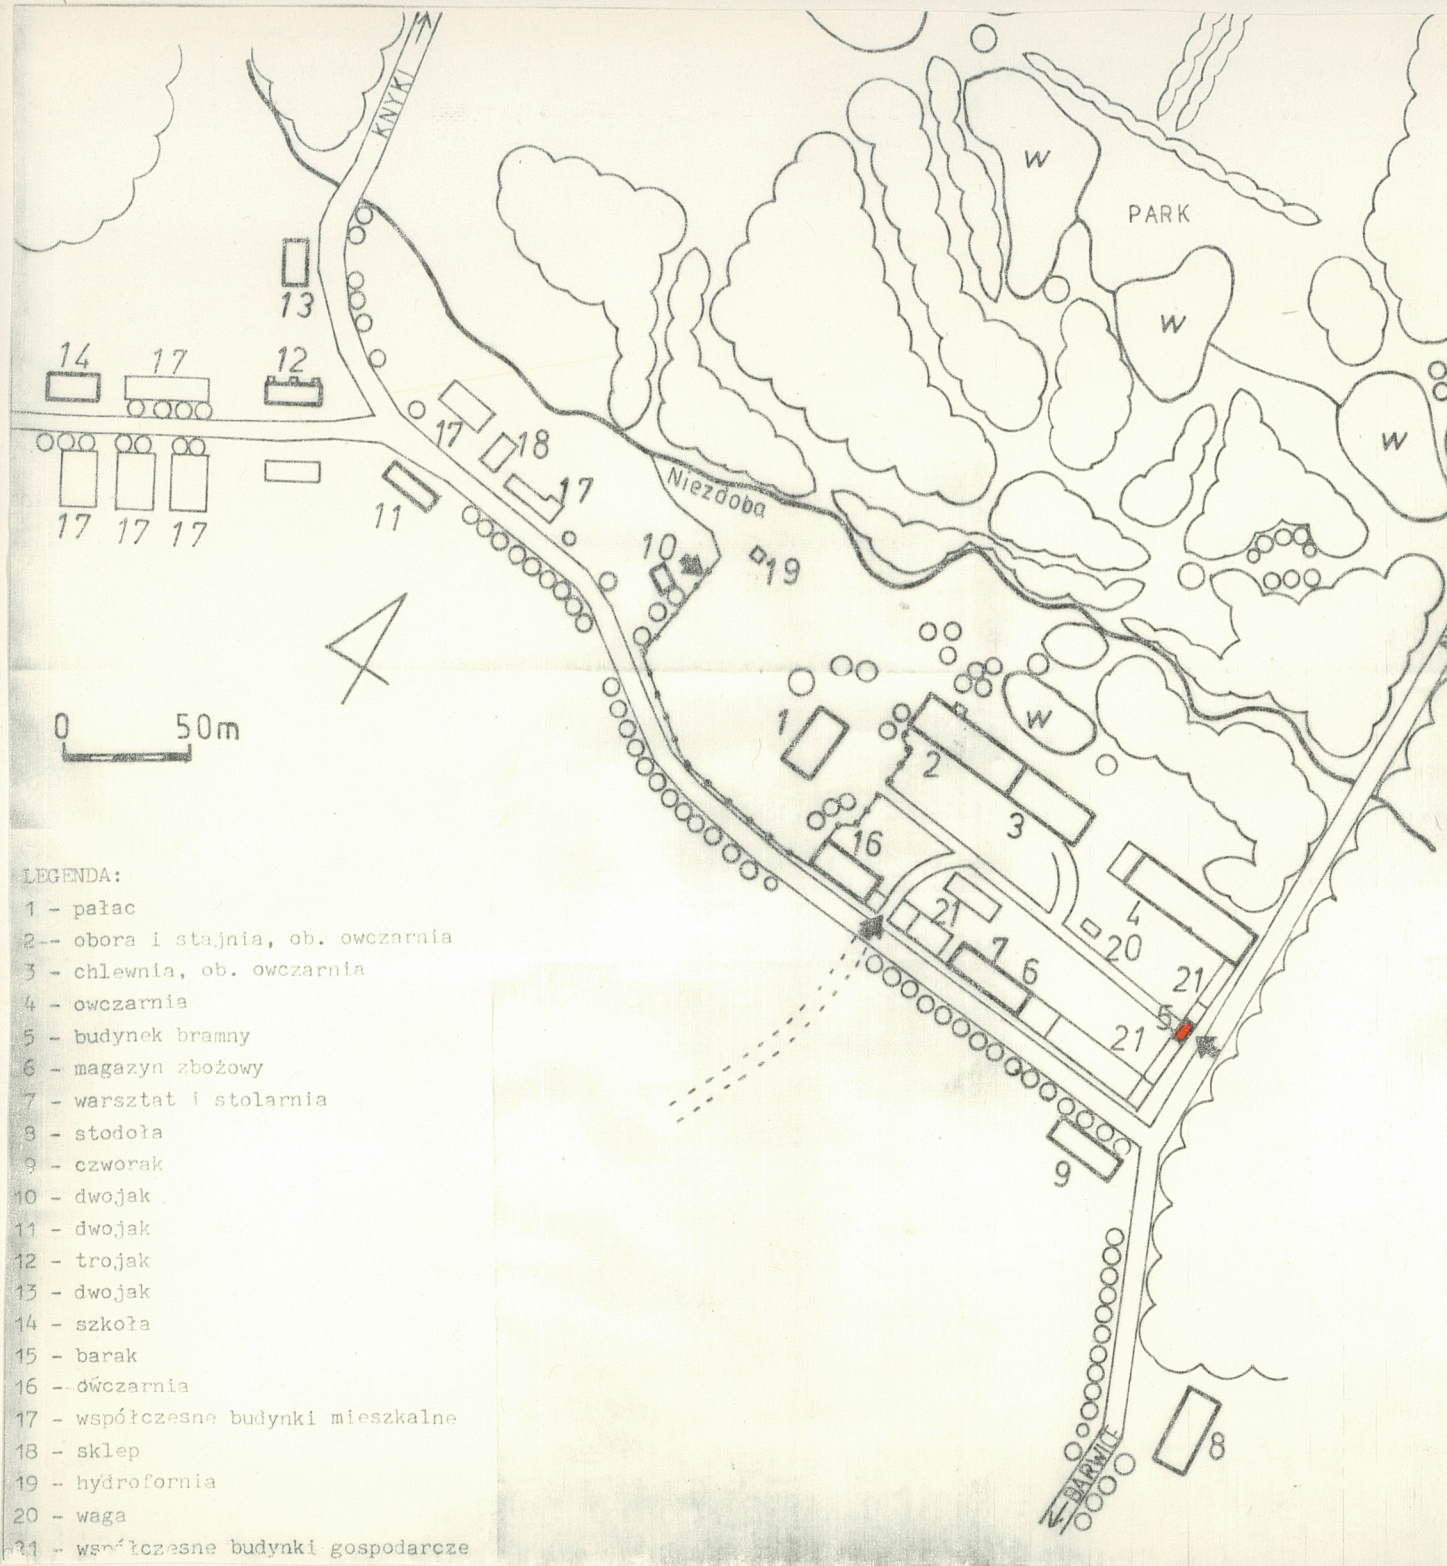 KNYKI
W
PARK
W
13
14
17
12
W
17
18
17
11
Niezdoba
17
17
17
10
19
1
W
0
50m
2
3
16
4
21
20
7
6
21
5
21
9
8
BARWICE
LEGENDA:
1 - pałac
2-- obora i stajnia, ob. owczarnia
3 - chlewnia, ob. owczarnia
4 - owczarnia
5 - budynek bramny
6 - magazyn zbożowy
7 - warsztat i stolarnia
8 - stodoła
9 - czworak
10 - dwojak
11 - dwojak
12 - trojak
13 - dwojak
14 - szkoła
15 - barak
16 - owczarnia
17 - współczesne budynki mieszkalne
18 - sklep
19 - hydrofornia
20 - waga
21 - współczesne budynki gospodarcze